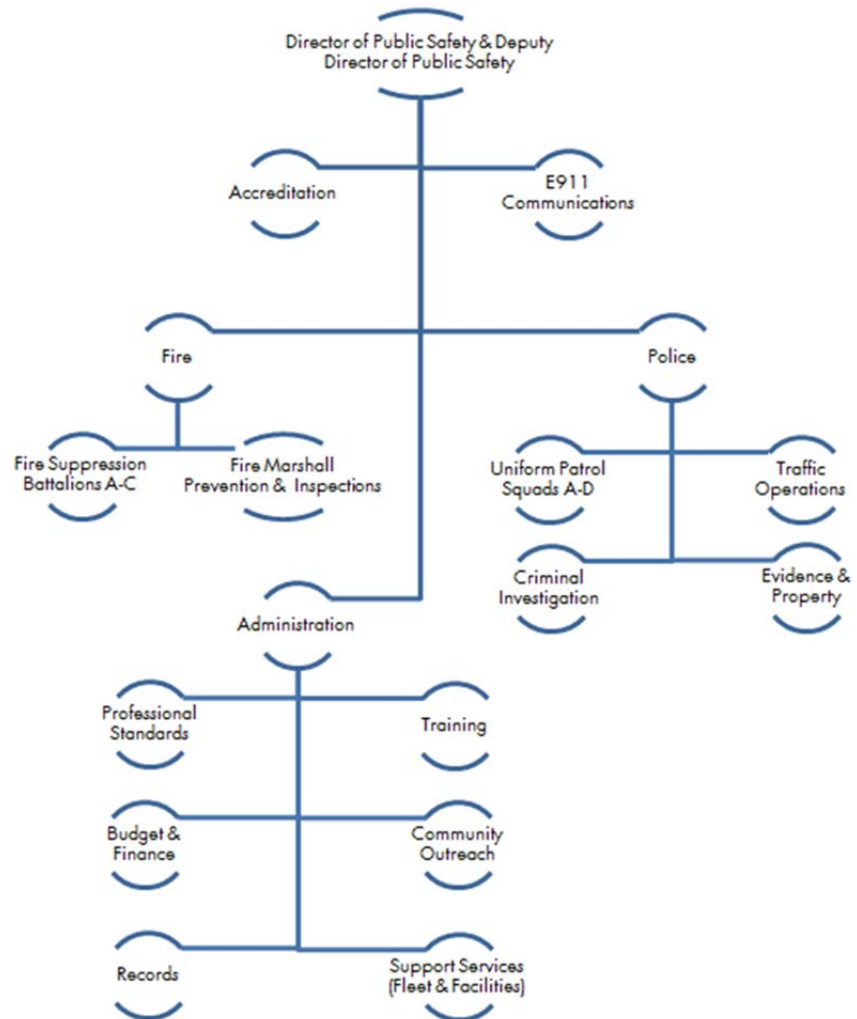 Director of Public Safety & Deputy
Director of Public Safety
Accreditation
E911
Communications
Fire
Police
Fire Suppression
Battalions A-C
Fire Marshall
Prevention & Inspections
Uniform Patrol
Squads A-D
Traffic
Operations
Criminal
Investigation
Evidence &
Property
Administration
Professional
Standards
Training
Budget &
Finance
Community
Outreach
Records
Support Services
(Fleet & Facilities)